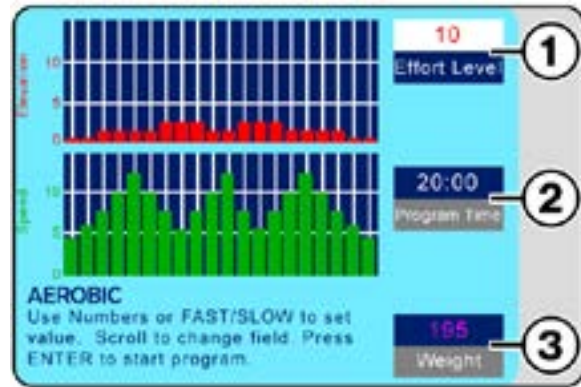 Elevation
10
5
0
10
Effort Level
1
Speed
10
5
0
20:00
Program Time
2
AEROBIC
Use Numbers or FAST/SLOW to set
value. Scroll to change field. Press
ENTER to start program.
195
Weight
3